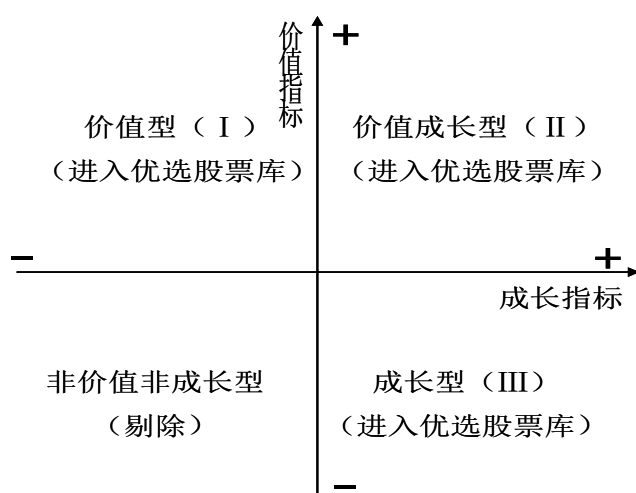 价值指标
+
价值型（Ⅰ）
（进入优选股票库）
价值成长型（Ⅱ）
（进入优选股票库）
−
+
成长指标
非价值非成长型
（剔除）
成长型（Ⅲ）
（进入优选股票库）
−